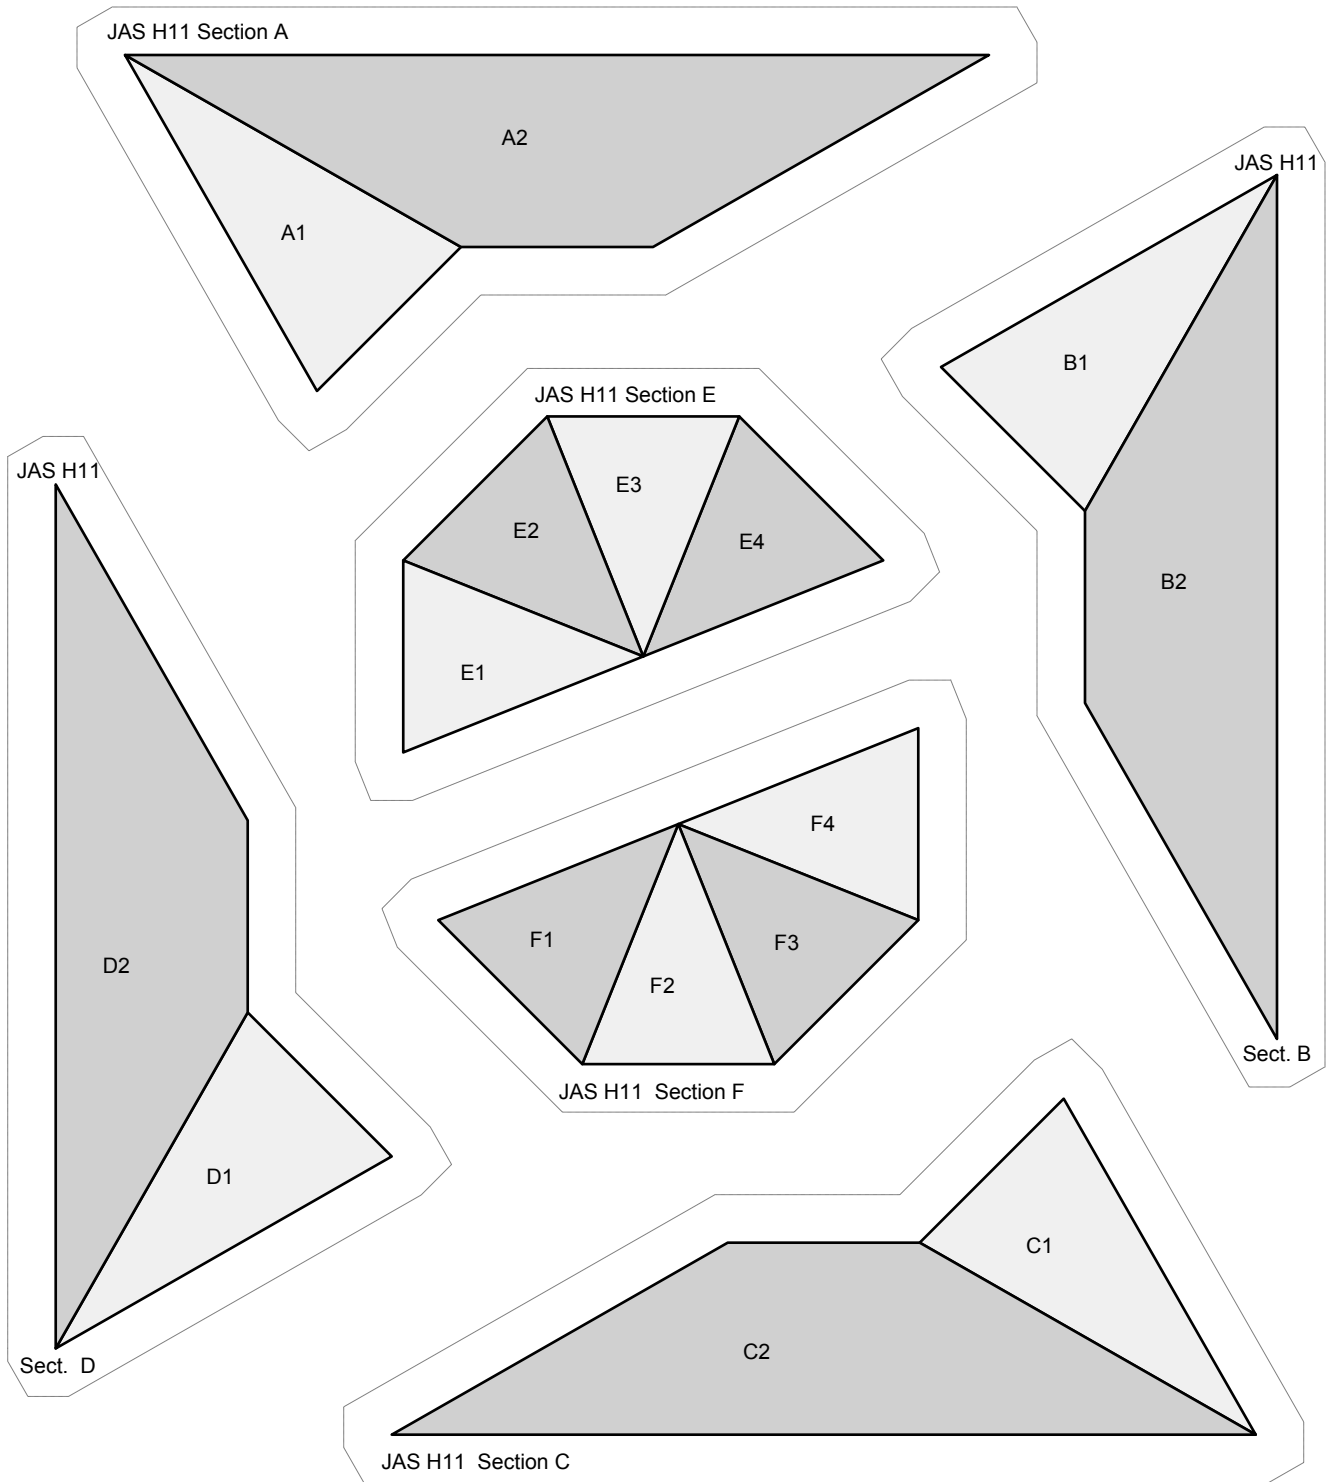 JAS H11 Section A
A2
A1
JAS H11
B1
B2
Sect. B
JAS H11 Section E
E3
E2
E4
E1
JAS H11
D2
D1
Sect.  D
F4
F1
F3
F2
JAS H11  Section F
C1
C2
JAS H11  Section C